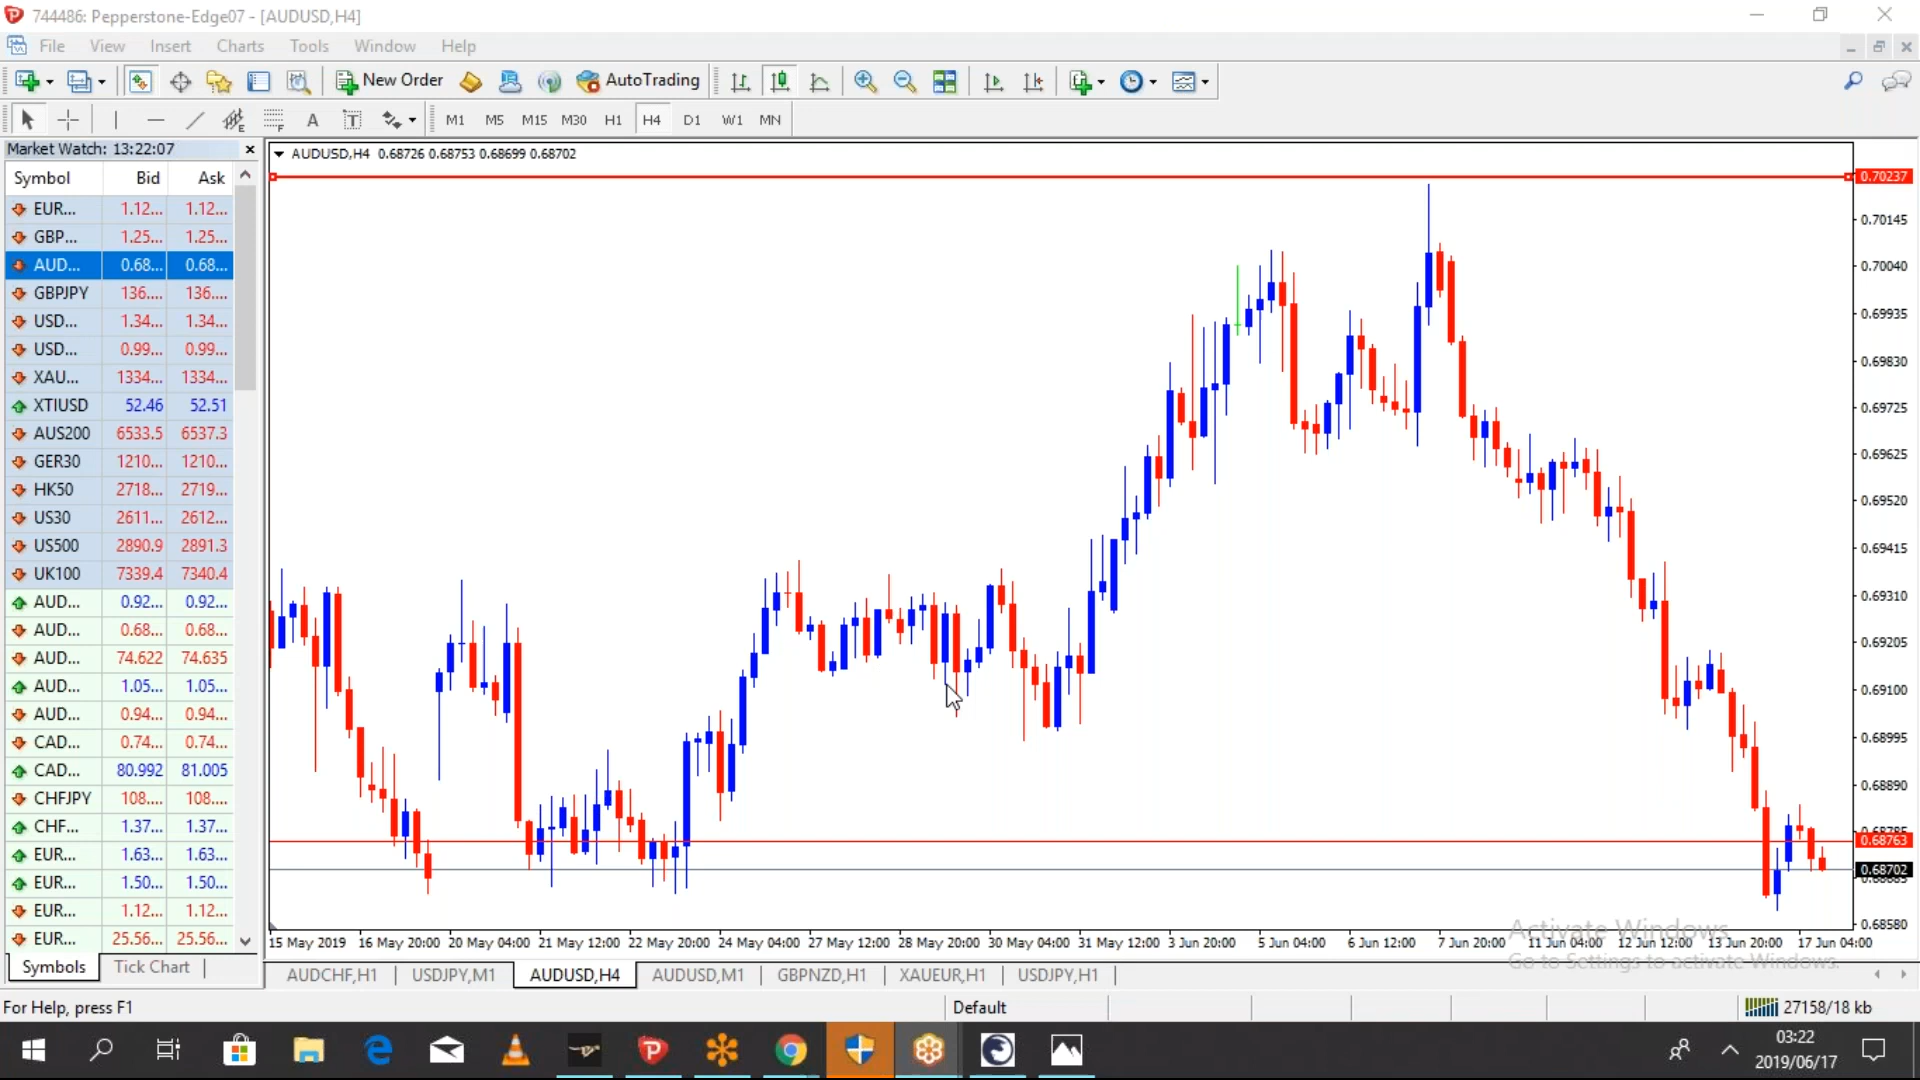 744486: Pepperstone-Edge07 - [AUDUSD,H4]
File View Insert Charts Tools Window Help
New Order AutoTrading
A T M1 M5 M15 M30 H1 H4 D1 W1 MN
Market Watch: 13:22:07
Symbol Bid Ask
EUR... 1.12... 1.12...
GBP... 1.25... 1.25...
AUD... 0.68... 0.68...
GBPJPY 136.... 136....
USD... 1.34... 1.34...
USD... 0.99... 0.99...
XAU... 1334... 1334...
XTIUSD 52.46 52.51
AUS200 6533.5 6537.3
GER30 1210... 1210...
HK50 2718... 2719...
US30 2611... 2612...
US500 2890.9 2891.3
UK100 7339.4 7340.4
AUD... 0.92... 0.92...
AUD... 0.68... 0.68...
AUD... 74.622 74.635
AUD... 1.05... 1.05...
AUD... 0.94... 0.94...
CAD... 0.74... 0.74...
CAD... 80.992 81.005
CHFJPY 108.... 108....
CHF... 1.37... 1.37...
EUR... 1.63... 1.63...
EUR... 1.50... 1.50...
EUR... 1.12... 1.12...
EUR... 25.56... 25.56...
Symbols Tick Chart
AUDUSD,H4 0.68726 0.68753 0.68699 0.68702
0.70237
0.70145
0.70040
0.69935
0.69830
0.69725
0.69625
0.69520
0.69415
0.69310
0.69205
0.69100
0.68995
0.68890
0.68763
0.68702
0.68580
15 May 2019 16 May 20:00 20 May 04:00 21 May 12:00 22 May 20:00 24 May 04:00 27 May 12:00 28 May 20:00 30 May 04:00 31 May 12:00 3 Jun 20:00 5 Jun 04:00 6 Jun 12:00 7 Jun 20:00 11 Jun 04:00 12 Jun 12:00 13 Jun 20:00 17 Jun 04:00
Activate Windows
Go to Settings to activate Windows.
AUDCHF,H1 USDJPY,M1 AUDUSD,H4 AUDUSD,M1 GBPNZD,H1 XAUEUR,H1 USDJPY,H1
For Help, press F1 Default 27158/18 kb
03:22
2019/06/17